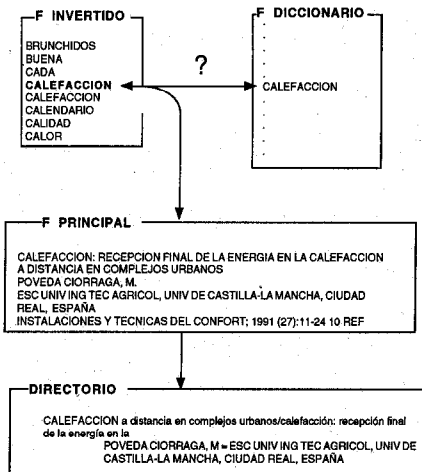 F INVERTIDO
BRUNCHIDOS
BUENA
CADA
CALEFACCION
CALEFACCION
CALENDARIO
CALIDAD
CALOR
?
F DICCIONARIO
CALEFACCION
F PRINCIPAL
CALEFACCION: RECEPCION FINAL DE LA ENERGIA EN LA CALEFACCION
A DISTANCIA EN COMPLEJOS URBANOS
POVEDA CIORRAGA, M.
ESC UNIV ING TEC AGRICOL, UNIV DE CASTILLA-LA MANCHA, CIUDAD
REAL, ESPAÑA
INSTALACIONES Y TECNICAS DEL CONFORT; 1991 (27):11-24 10 REF
DIRECTORIO
CALEFACCION a distancia en complejos urbanos/calefacción: recepción final
de la energía en la
POVEDA CIORRAGA, M = ESC UNIV ING TEC AGRICOL, UNIV DE
CASTILLA-LA MANCHA, CIUDAD REAL, ESPAÑA